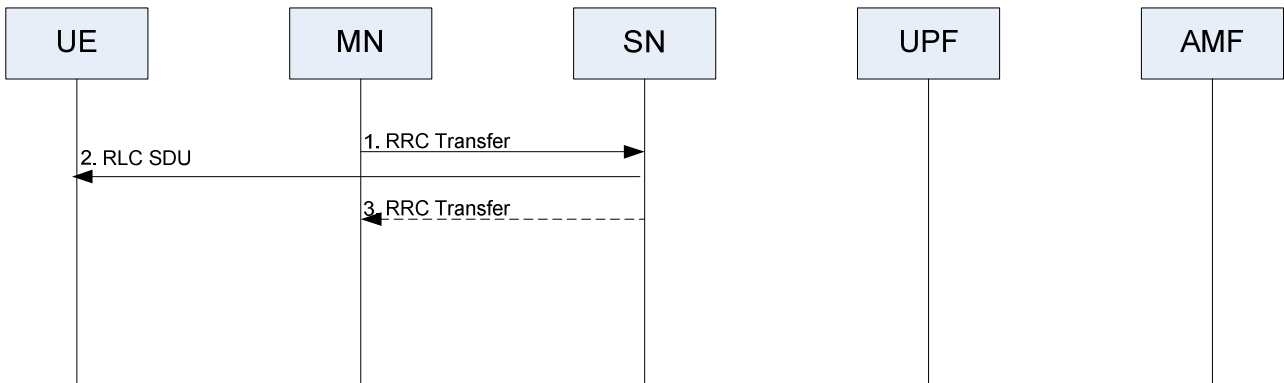 UE
MN
SN
UPF
AMF
1. RRC Transfer
2. RLC SDU
3. RRC Transfer